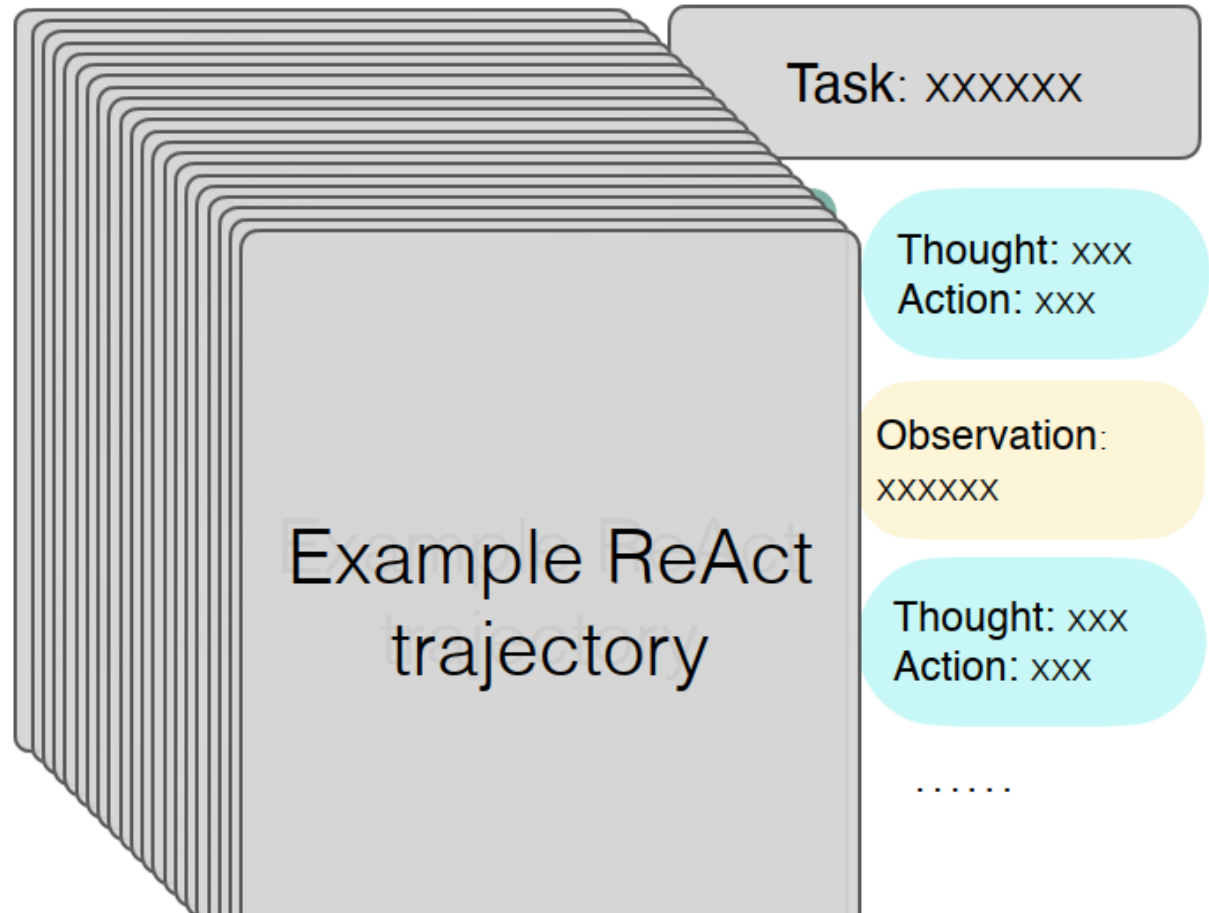 Task: xxxxxx
Thought: xxx
Action: xxx
Observation:
xxxxxx
Example ReAct
trajectory
Thought: xxx
Action: xxx
......